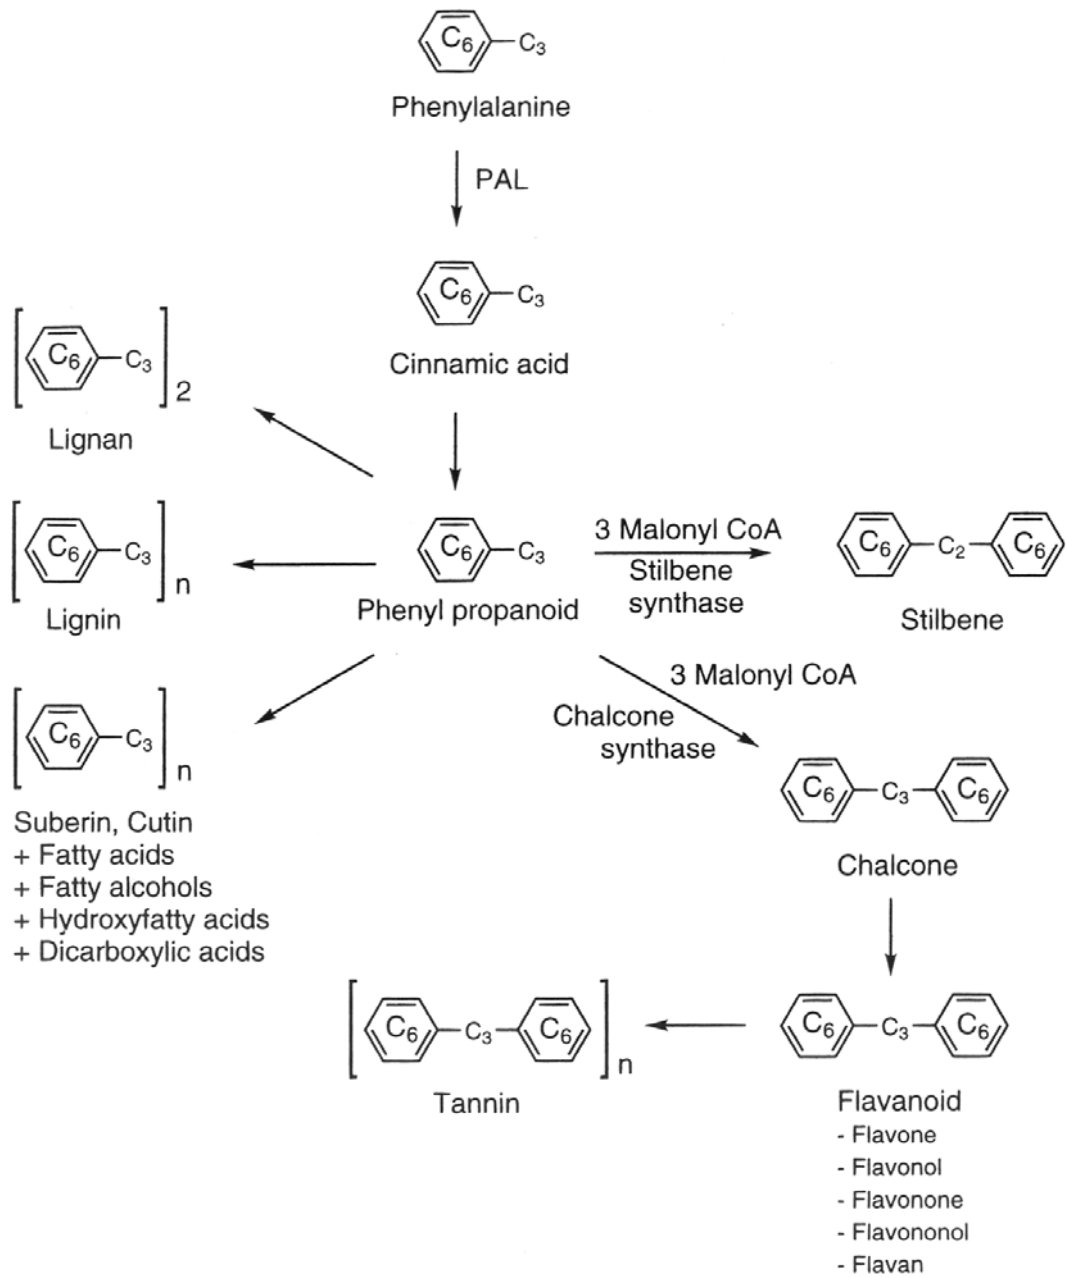 C6 C3
Phenylalanine
PAL
C6 C3
Cinnamic acid
[ C6 C3 ]2
Lignan
[ C6 C3 ]n
Lignin
C6 C3
Phenyl propanoid
3 Malonyl CoA
Stilbene
synthase
C6 C2 C6
Stilbene
[ C6 C3 ]n
Suberin, Cutin
+ Fatty acids
+ Fatty alcohols
+ Hydroxyfatty acids
+ Dicarboxylic acids
3 Malonyl CoA
Chalcone
synthase
C6 C3 C6
Chalcone
C6 C3 C6
Flavanoid
- Flavone
- Flavonol
- Flavonone
- Flavononol
- Flavan
[ C6 C3 C6 ]n
Tannin